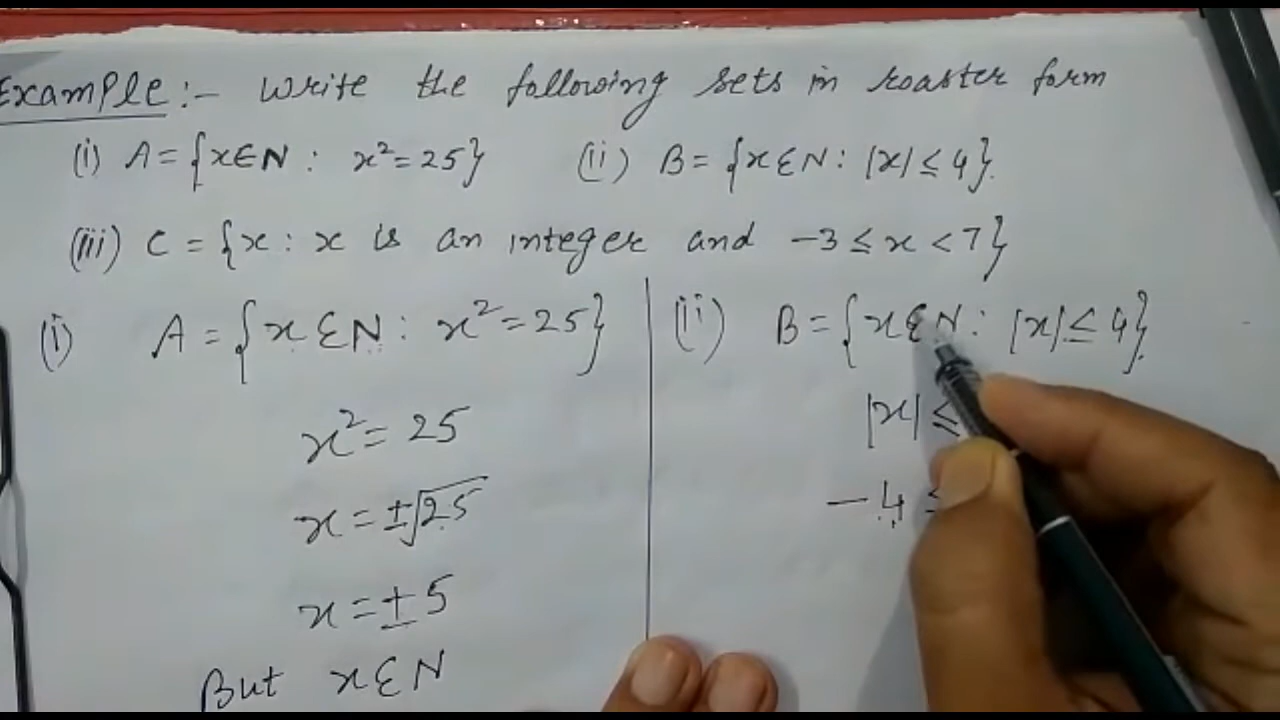 Example :- Write the following sets in roaster form
(i) A = {x∈N : x² = 25} (ii) B = {x∈N : |x| ≤ 4}
(iii) C = {x : x is an integer and -3 ≤ x < 7}
(i) A = {x∈N : x² = 25}
x² = 25
x = ±√25
x = ±5
But x∈N
(ii) B = {x∈N : |x| ≤ 4}
|x| ≤
-4 ≤